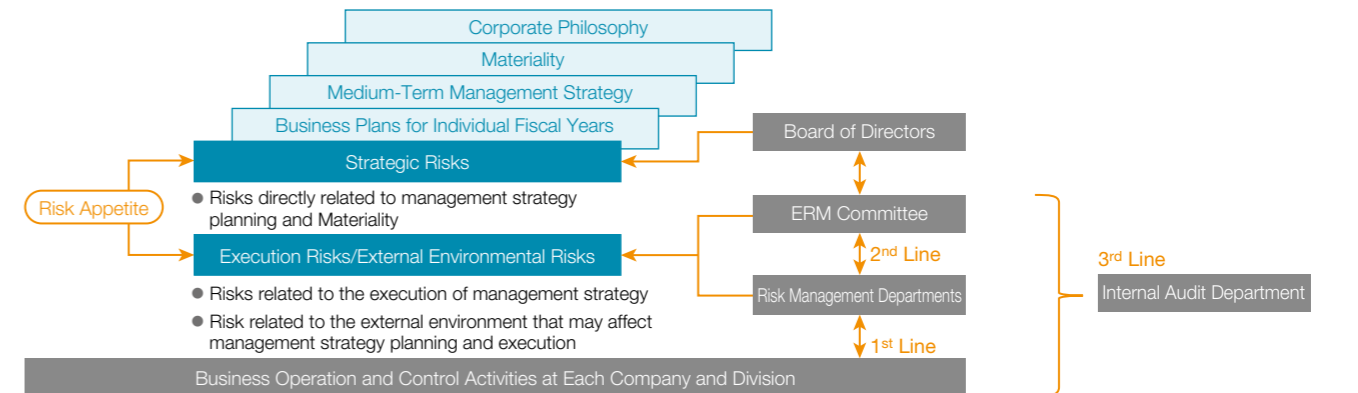 Corporate Philosophy
Materiality
Medium-Term Management Strategy
Business Plans for Individual Fiscal Years
Strategic Risks
Risk Appetite
● Risks directly related to management strategy
planning and Materiality
Execution Risks/External Environmental Risks
● Risks related to the execution of management strategy
● Risk related to the external environment that may affect
management strategy planning and execution
Board of Directors
ERM Committee
2nd Line
Risk Management Departments
1st Line
3rd Line
Internal Audit Department
Business Operation and Control Activities at Each Company and Division